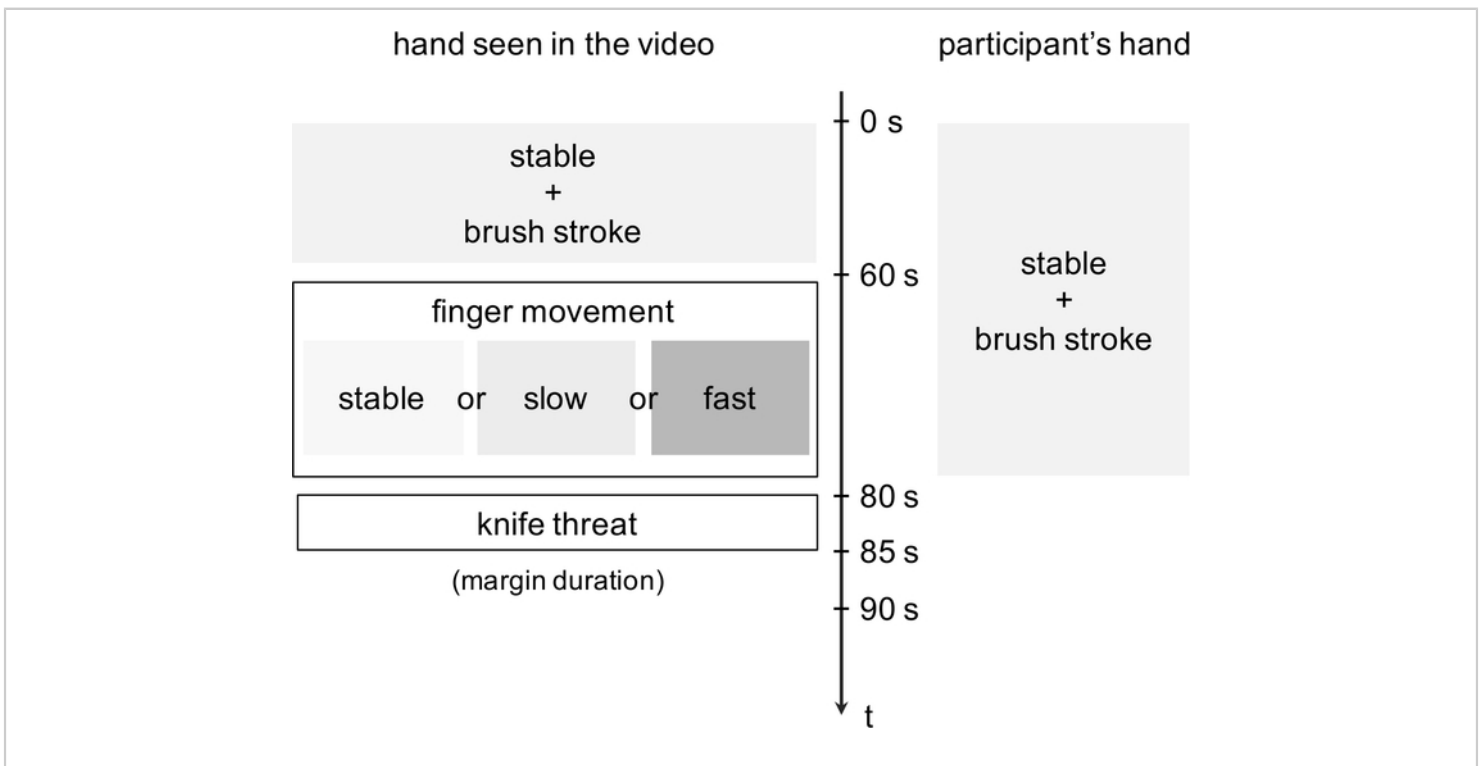 hand seen in the video
participant's hand
0 s
stable
+
brush stroke
60 s
stable
+
brush stroke
finger movement
stable or slow or fast
80 s
knife threat
85 s
(margin duration)
90 s
t